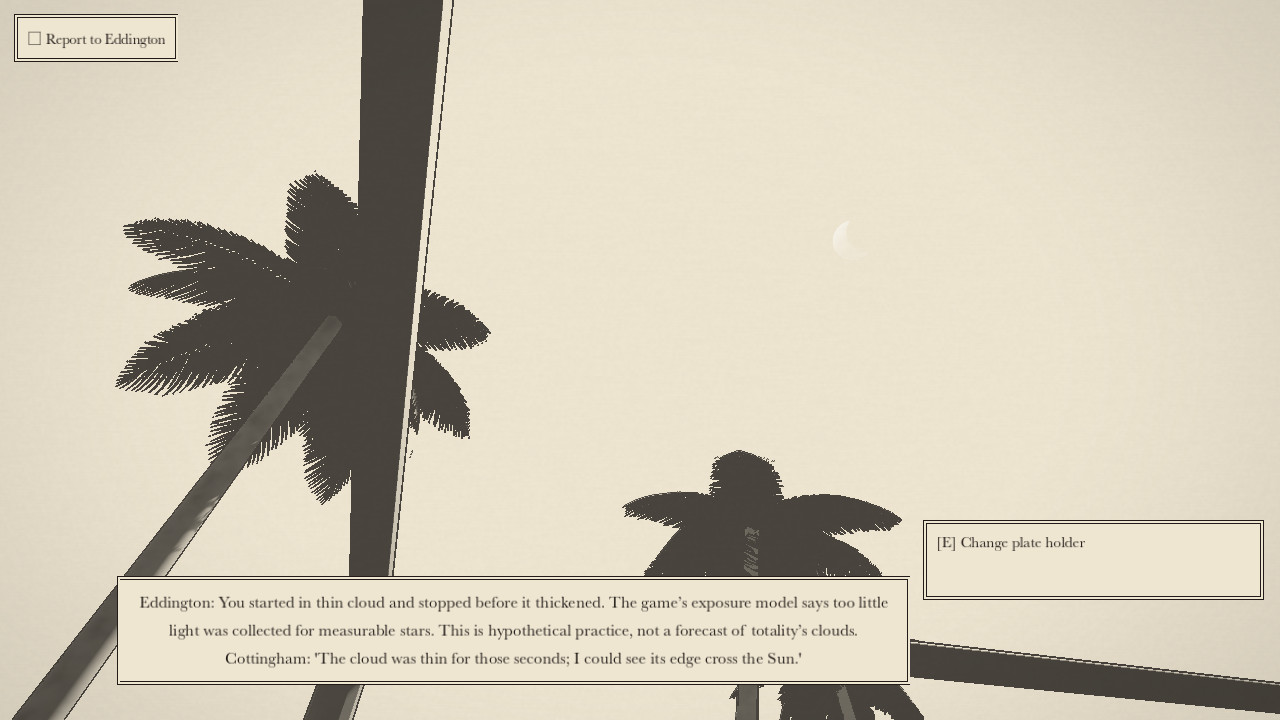 ☐ Report to Eddington
[E] Change plate holder
Eddington: You started in thin cloud and stopped before it thickened. The game’s exposure model says too little
light was collected for measurable stars. This is hypothetical practice, not a forecast of totality’s clouds.
Cottingham: 'The cloud was thin for those seconds; I could see its edge cross the Sun.'